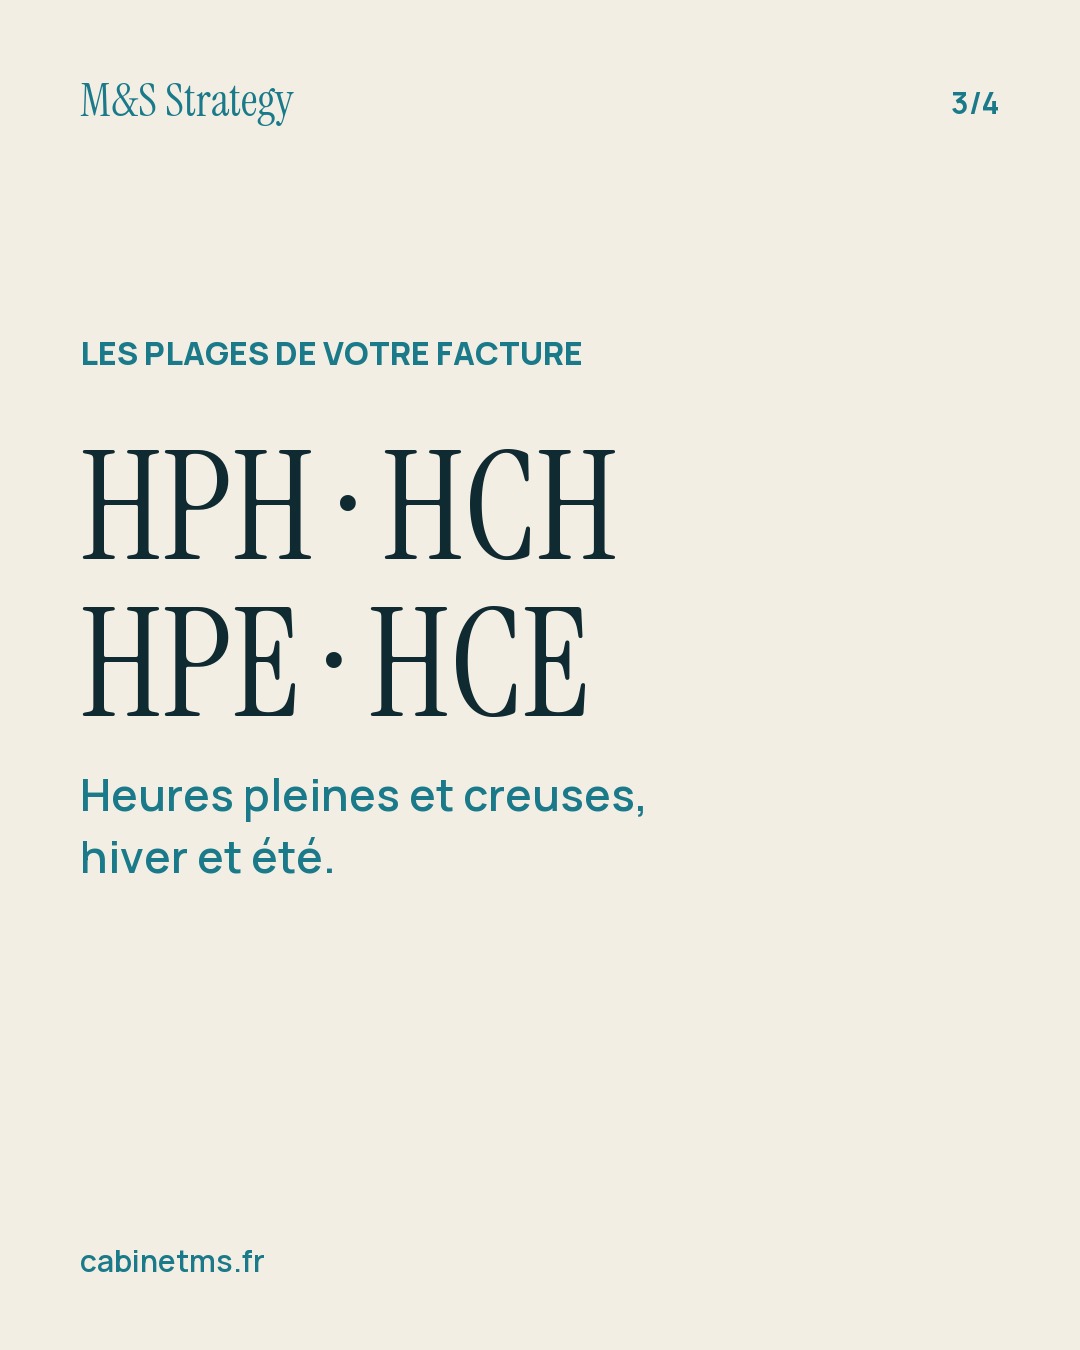 M&S Strategy
3/4
LES PLAGES DE VOTRE FACTURE
HPH · HCH
HPE · HCE
Heures pleines et creuses,
hiver et été.
cabinetms.fr